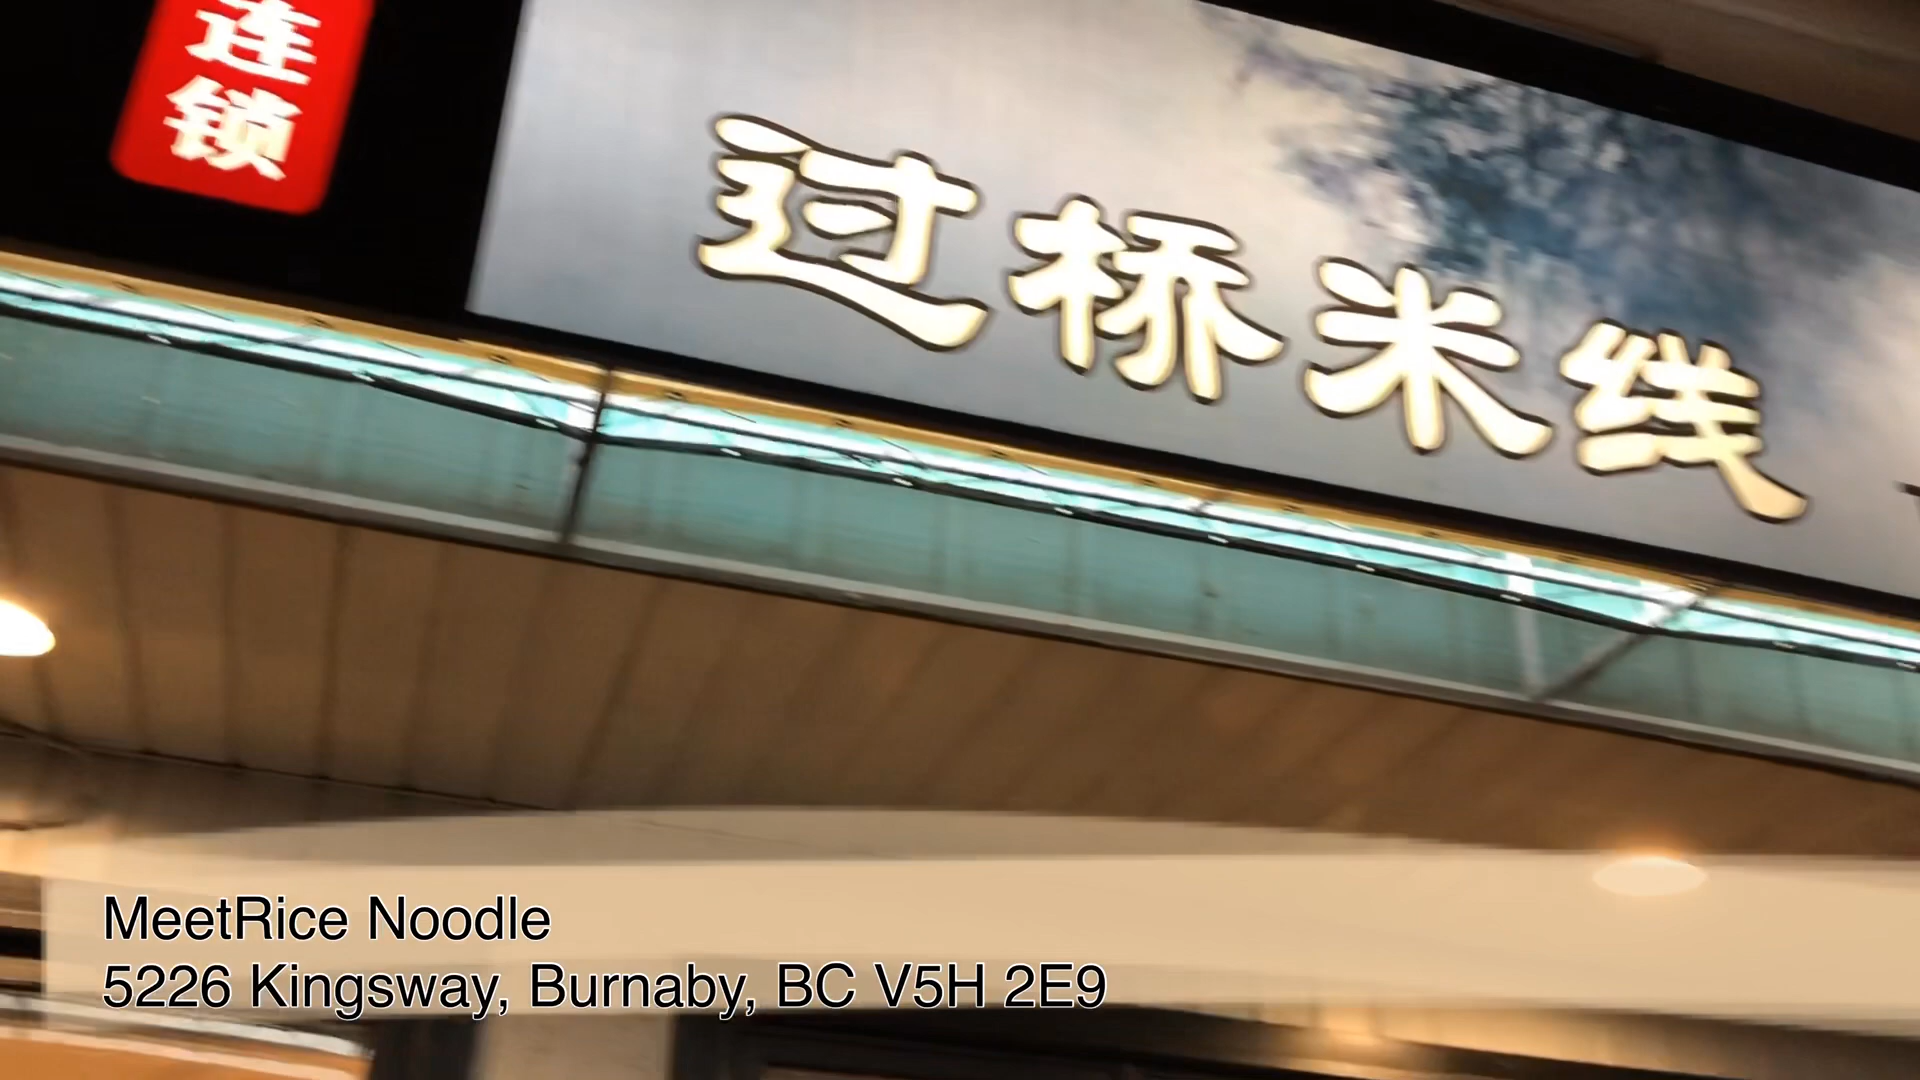 连锁
过桥米线
MeetRice Noodle
5226 Kingsway, Burnaby, BC V5H 2E9